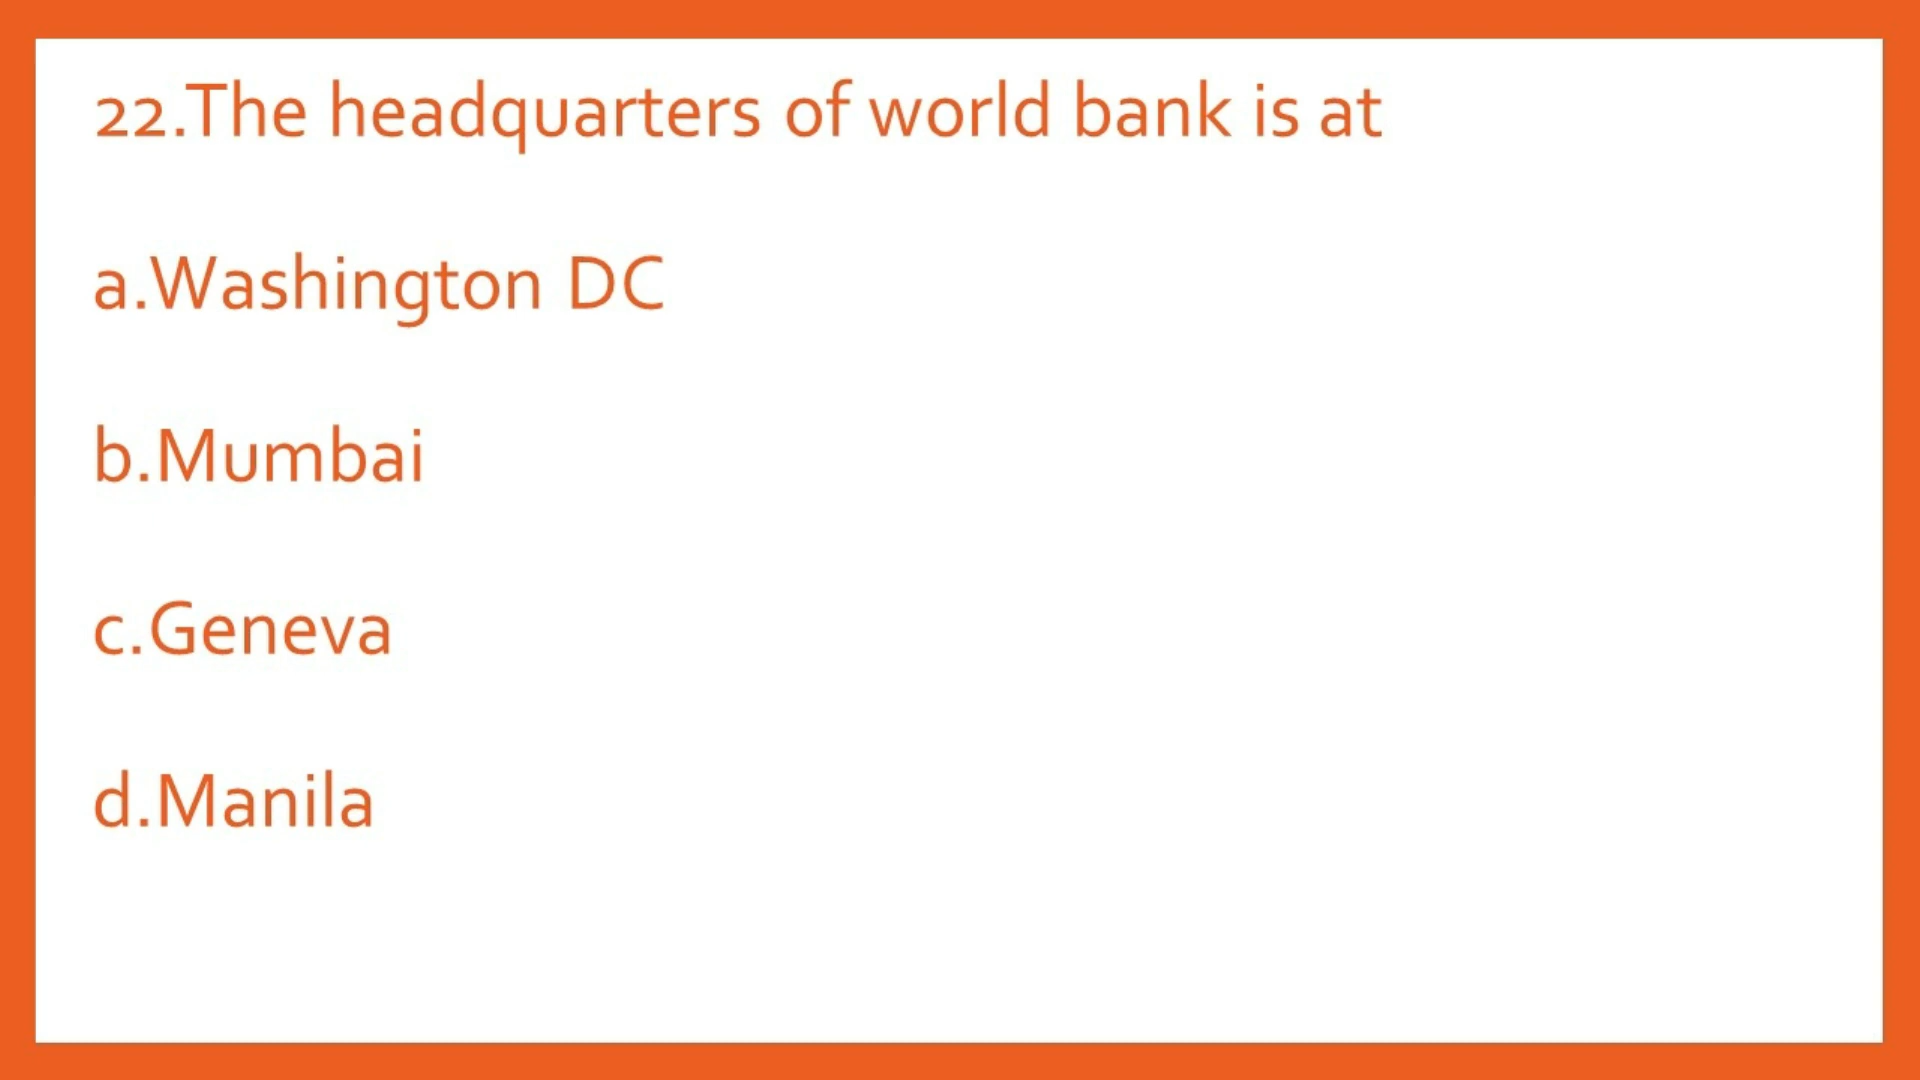 22.The headquarters of world bank is at
a.Washington DC
b.Mumbai
c.Geneva
d.Manila